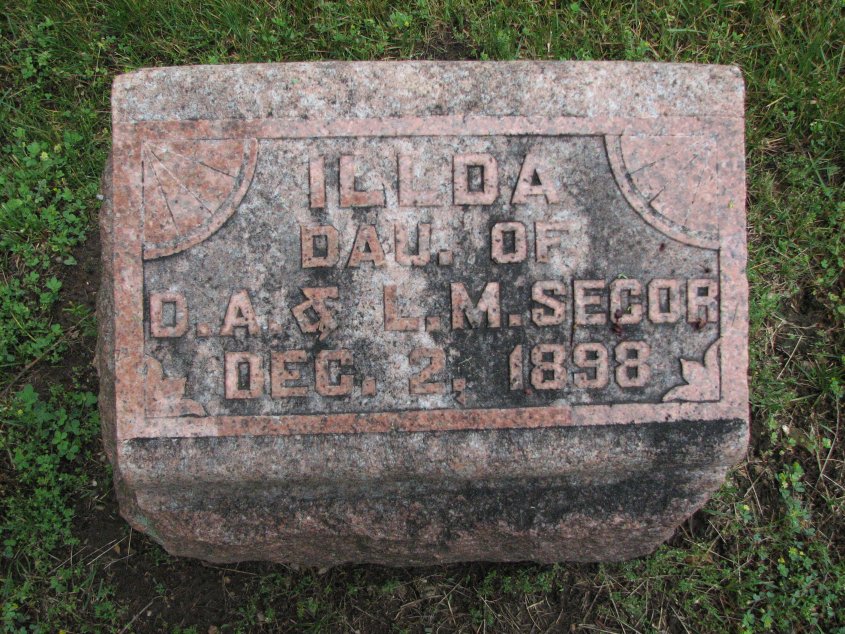 ILLDA
DAU. OF
D.A. & L.M. SECOR
DEC. 2, 1898